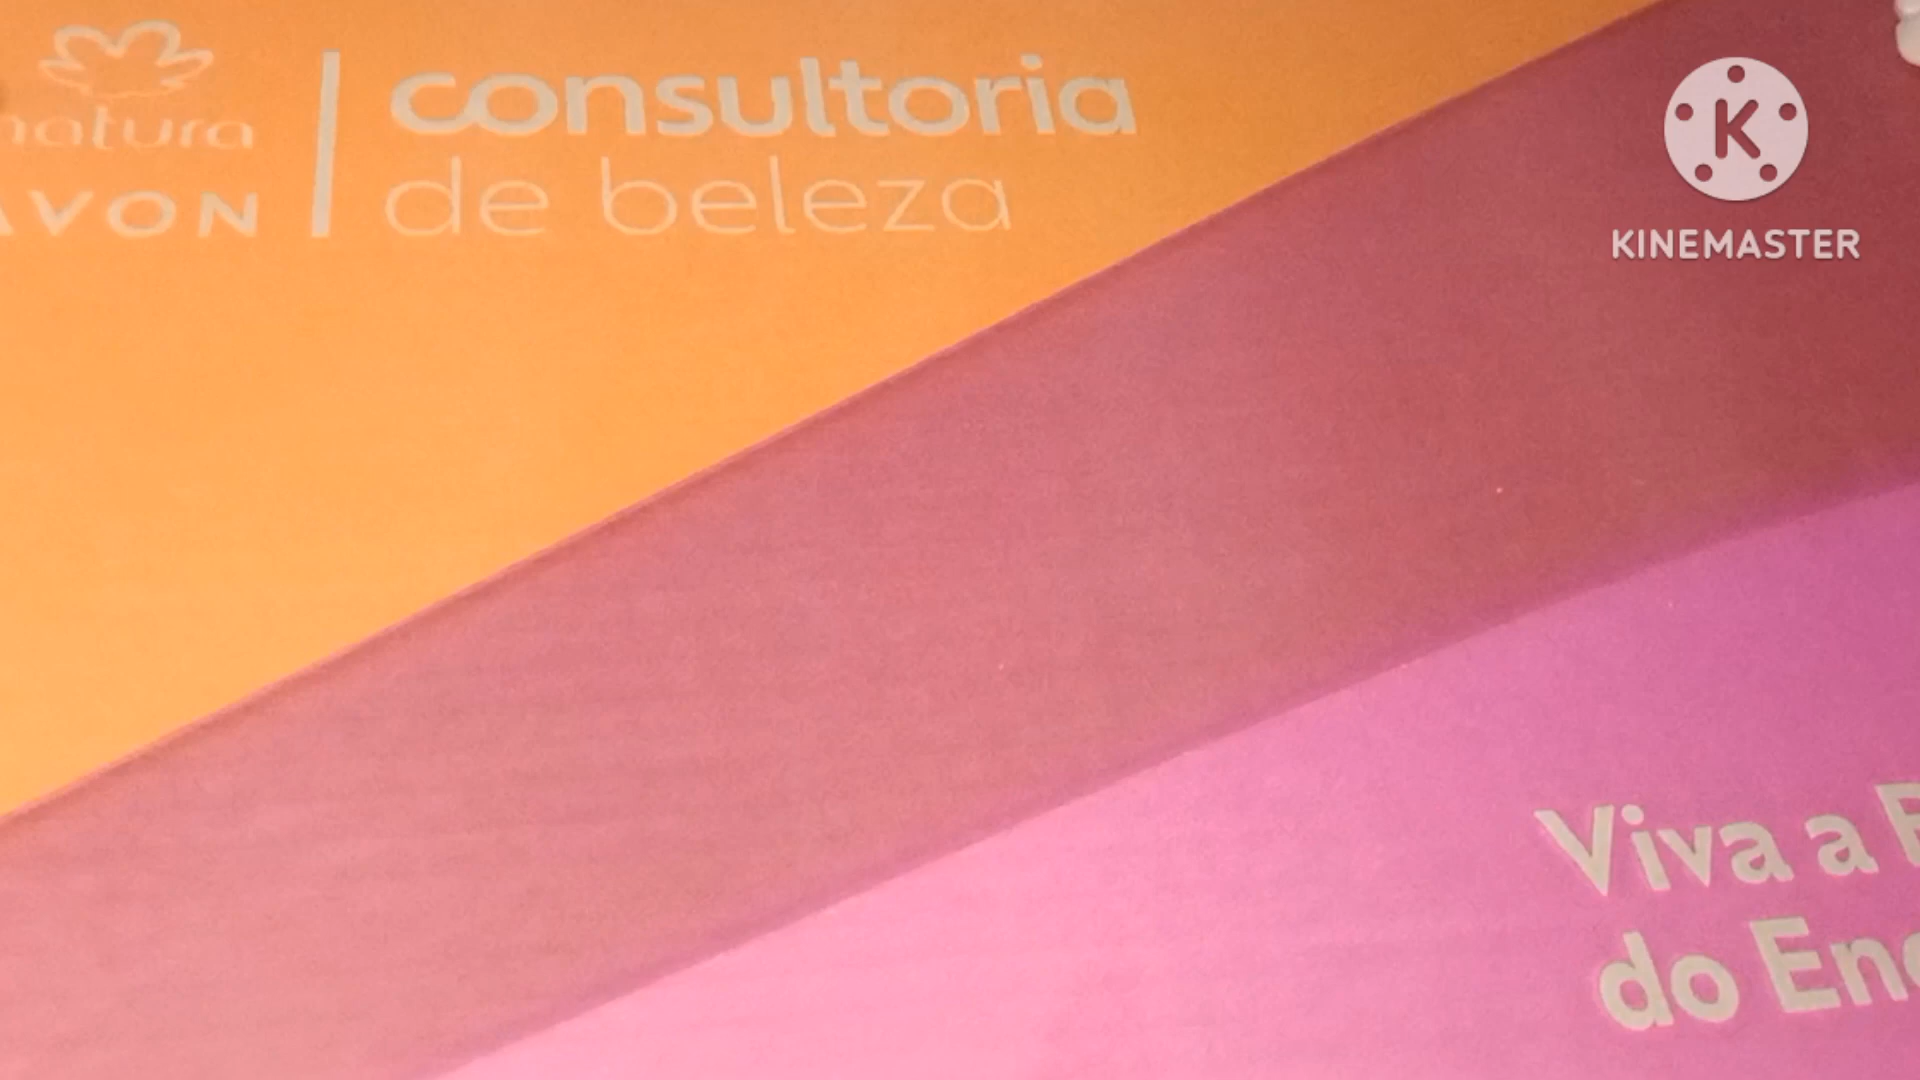 natura
AVON
consultoria
de beleza
KINEMASTER
Viva a
do